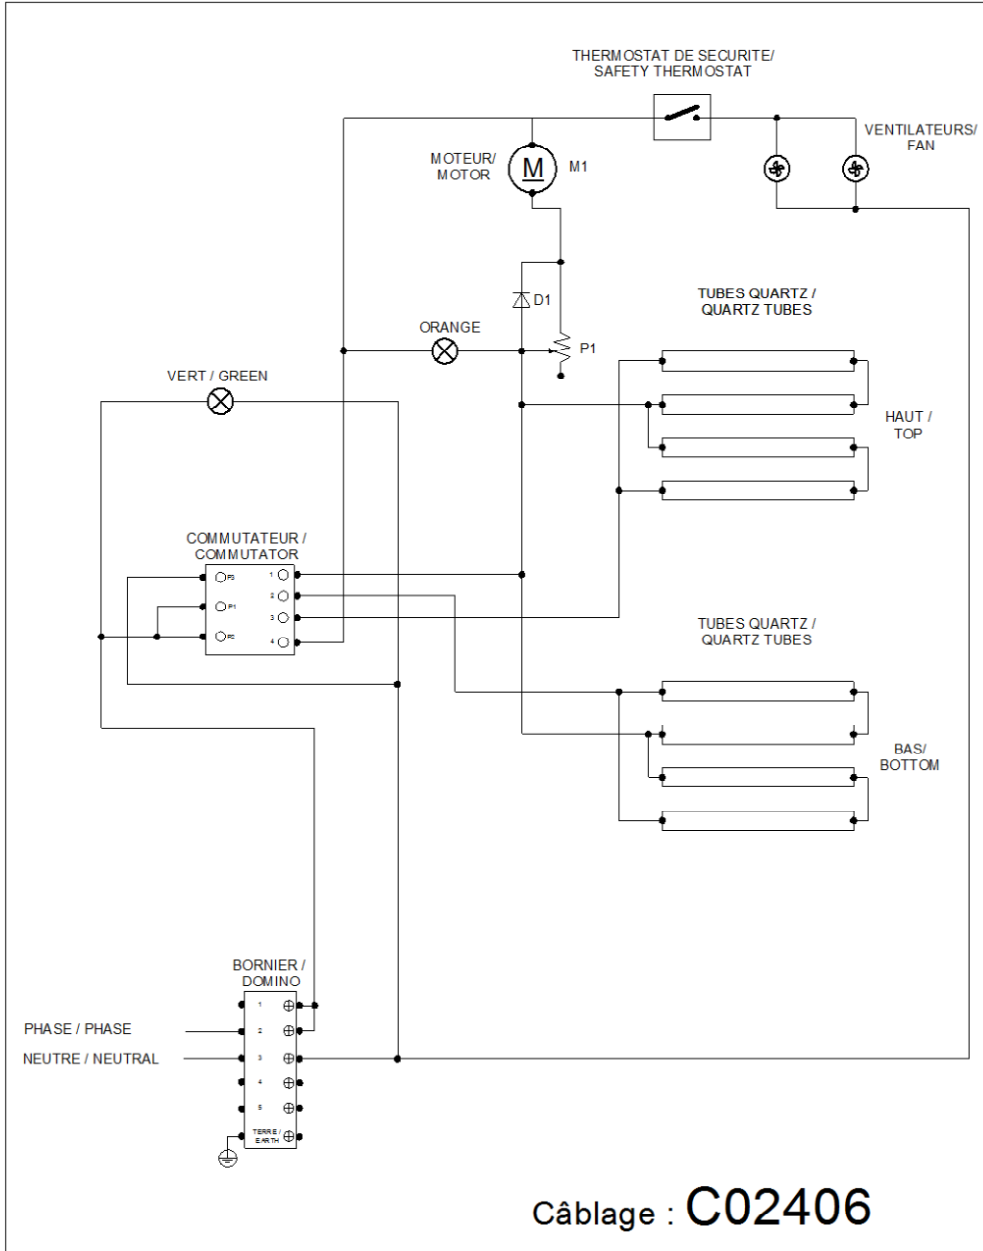 THERMOSTAT DE SECURITE/
SAFETY THERMOSTAT
VENTILATEURS/
FAN
MOTEUR/
MOTOR
M
M1
TUBES QUARTZ /
QUARTZ TUBES
D1
ORANGE
P1
VERT / GREEN
HAUT /
TOP
COMMUTATEUR /
COMMUTATOR
1
2
P1
3
4
TUBES QUARTZ /
QUARTZ TUBES
BAS/
BOTTOM
BORNIER /
DOMINO
1
PHASE / PHASE
2
NEUTRE / NEUTRAL
3
4
5
TERRE /
EARTH
Câblage : C02406